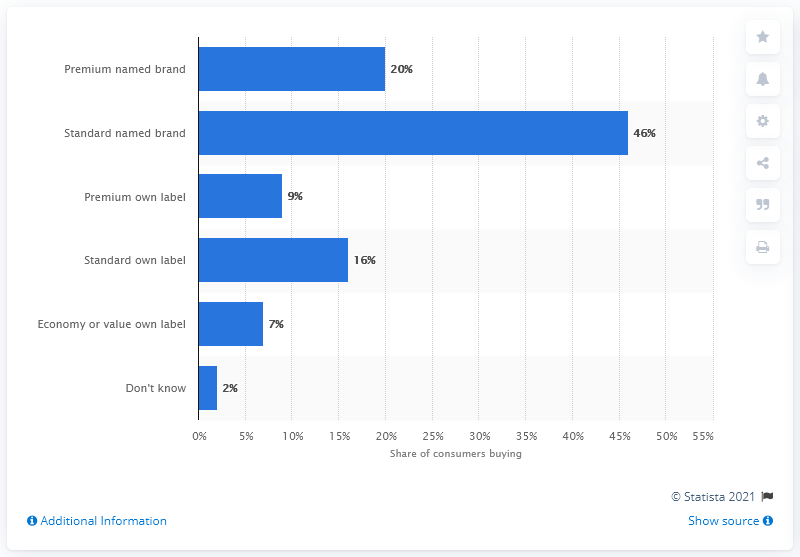 Premium named brand 20%
Standard named brand 46%
Premium own label 9%
Standard own label 16%
Economy or value own label 7%
Don't know 2%
0% 5% 10% 15% 20% 25% 30% 35% 40% 45% 50% 55%
Share of consumers buying
© Statista 2021
Additional Information Show source